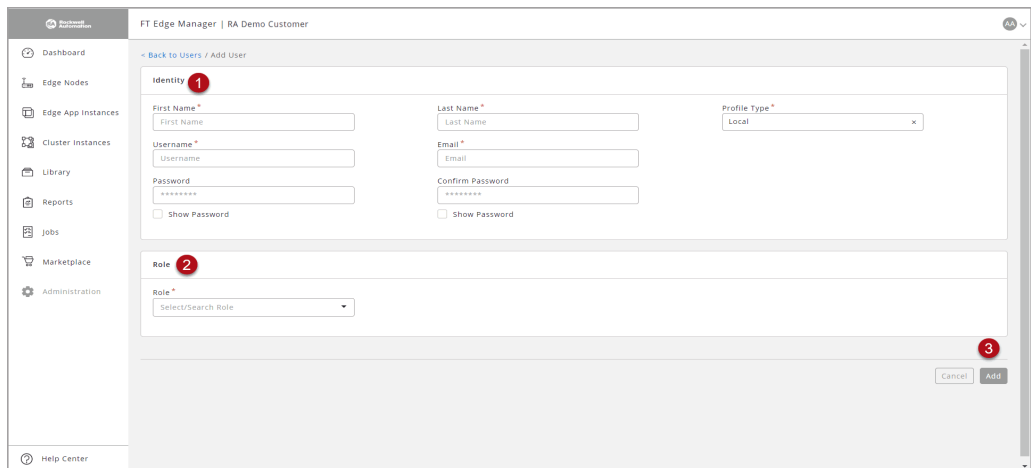 Rockwell Automation
FT Edge Manager | RA Demo Customer
AA
Dashboard
Edge Nodes
Edge App Instances
Cluster Instances
Library
Reports
Jobs
Marketplace
Administration
Help Center
< Back to Users / Add User
Identity 1
First Name *
First Name
Last Name *
Last Name
Profile Type *
Local ×
Username *
Username
Email *
Email
Password
********
Confirm Password
********
Show Password
Show Password
Role 2
Role *
Select/Search Role
3
Cancel Add